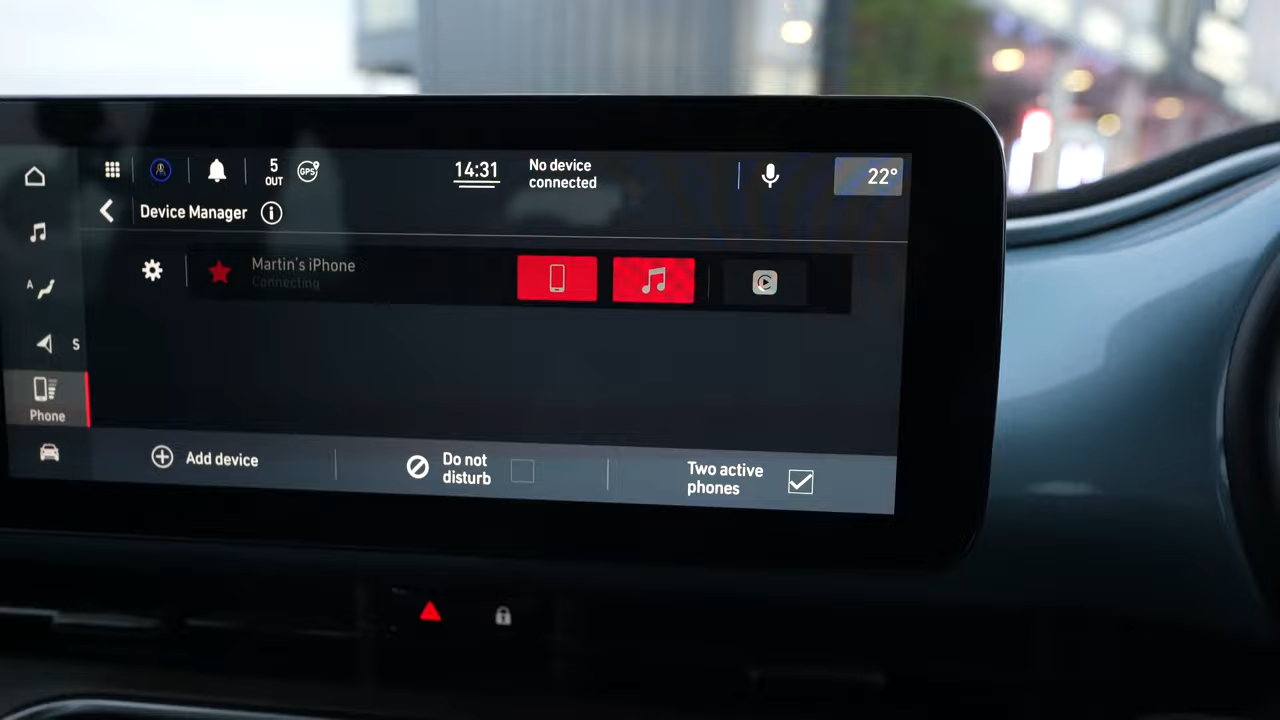 5
OUT
GPS
14:31
No device
connected
22°
Device Manager
Martin's iPhone
Connecting
A
S
Phone
Add device
Do not
disturb
Two active
phones